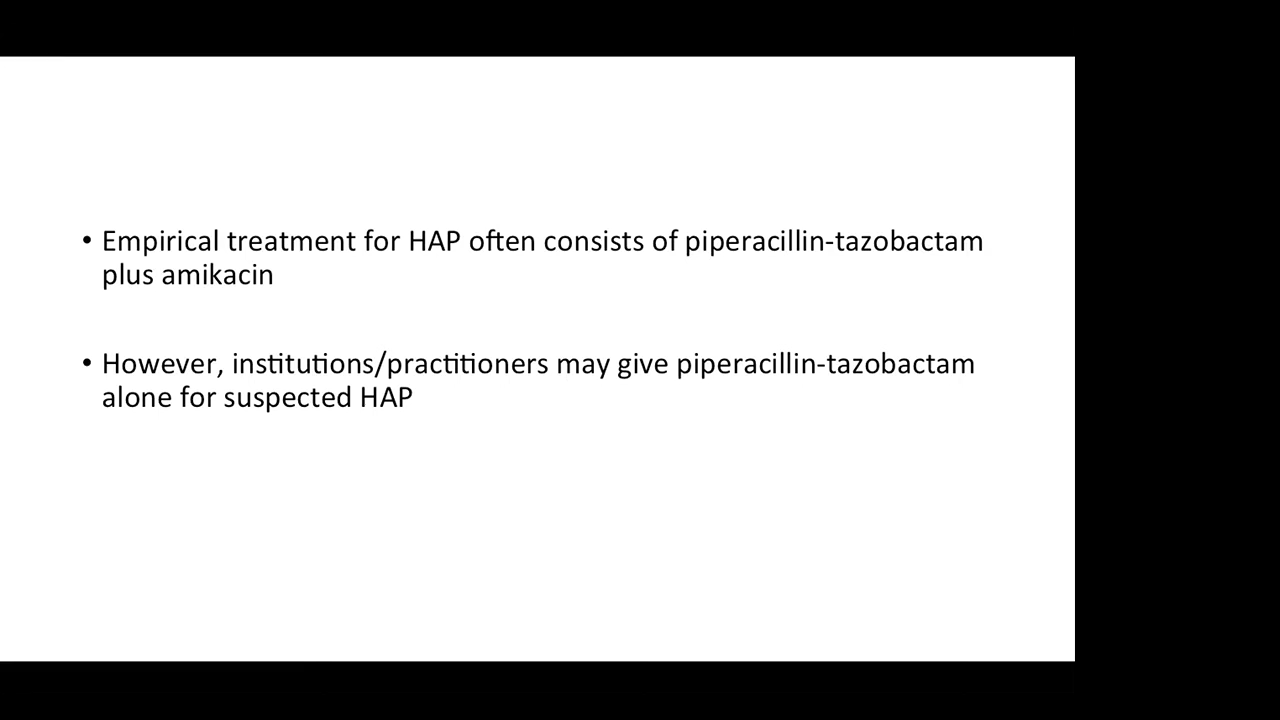 • Empirical treatment for HAP often consists of piperacillin-tazobactam
plus amikacin
• However, institutions/practitioners may give piperacillin-tazobactam
alone for suspected HAP